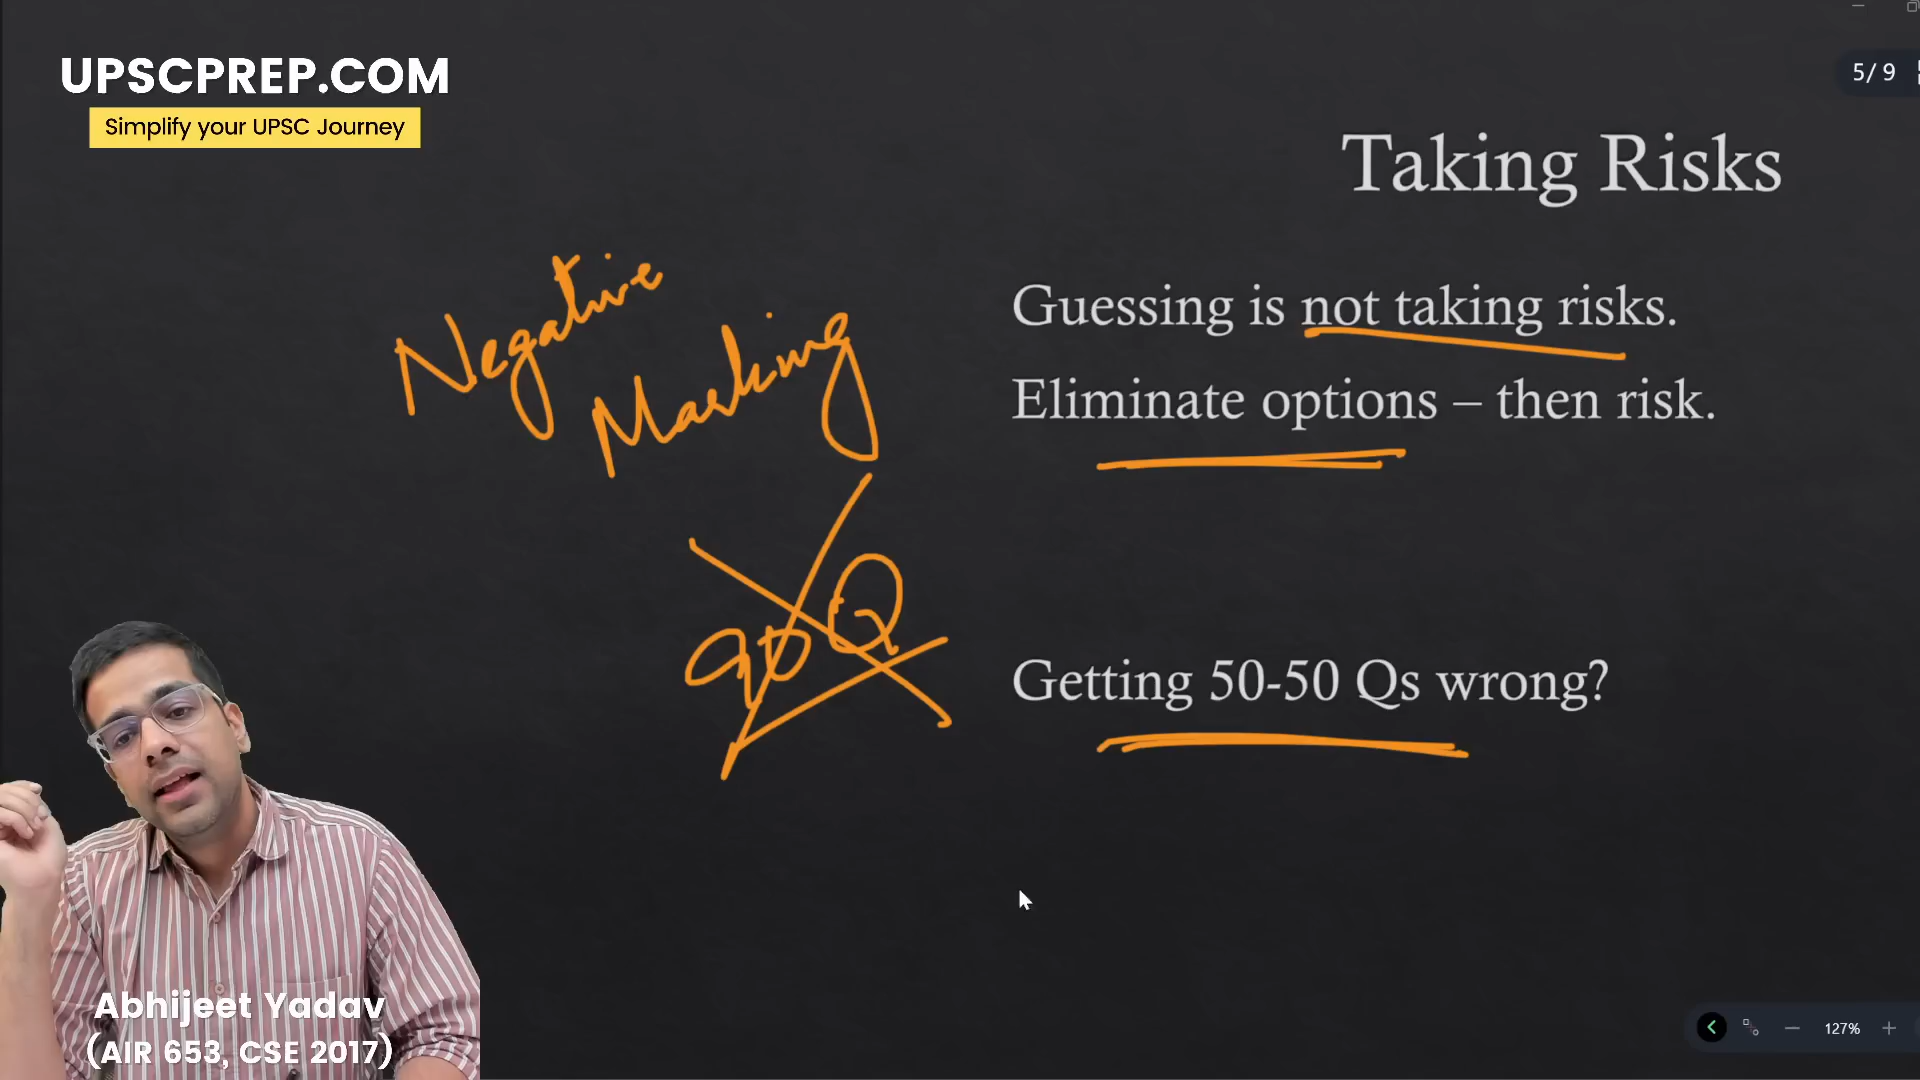 UPSCPREP.COM
Simplify your UPSC Journey
5/9
Taking Risks
Negative
Marking
Guessing is not taking risks.
Eliminate options – then risk.
90 Q
Getting 50-50 Qs wrong?
Abhijeet Yadav
(AIR 653, CSE 2017)
127%